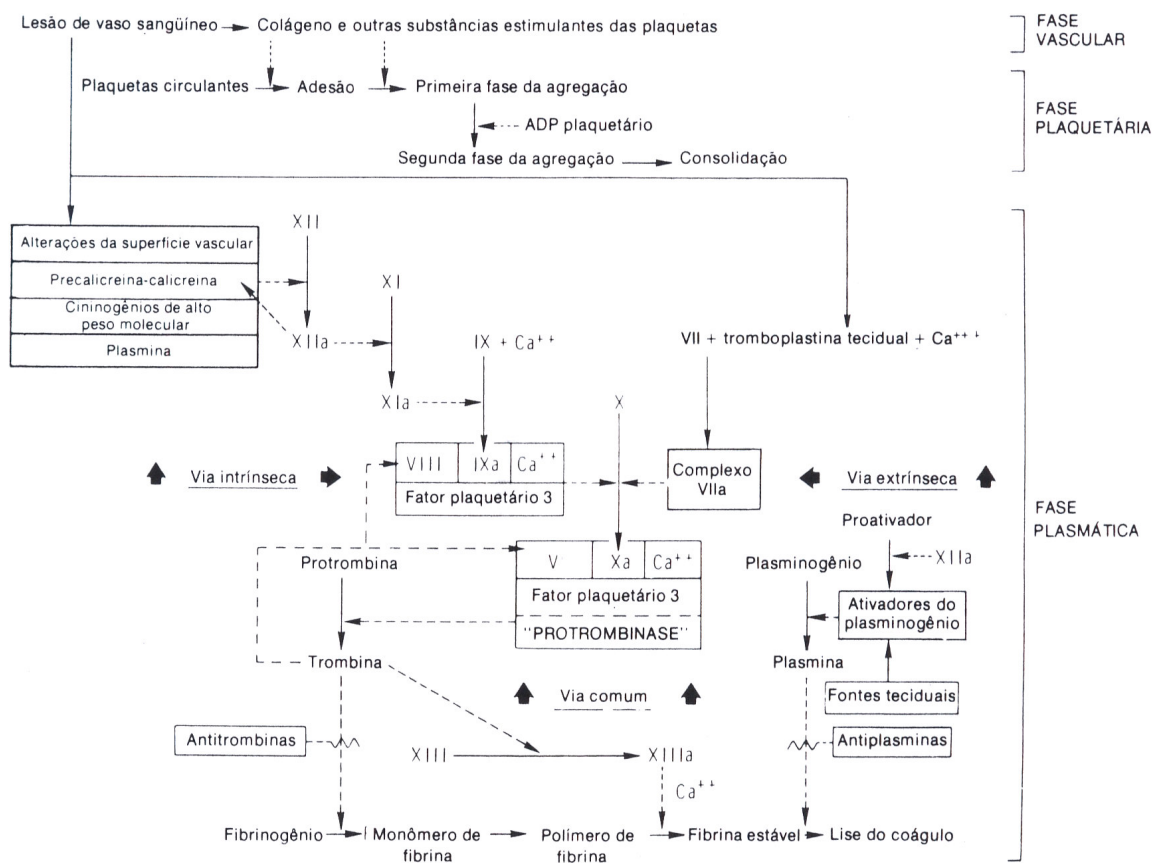 Lesão de vaso sangüíneo
Colágeno e outras substâncias estimulantes das plaquetas
FASE
VASCULAR
Plaquetas circulantes
Adesão
Primeira fase da agregação
ADP plaquetário
Segunda fase da agregação
Consolidação
FASE
PLAQUETÁRIA
Alterações da superfície vascular
Precalicreina-calicreina
Cininogênios de alto
peso molecular
Plasmina
XII
XIIa
XI
XIa
IX + Ca++
VII + tromboplastina tecidual + Ca+++
X
VIII
IXa
Ca++
Fator plaquetário 3
Complexo
VIIa
Via intrínseca
Via extrínseca
FASE
PLASMÁTICA
Proativador
XIIa
Protrombina
V
Xa
Ca++
Fator plaquetário 3
"PROTROMBINASE"
Plasminogênio
Ativadores do
plasminogênio
Trombina
Plasmina
Fontes teciduais
Via comum
Antitrombinas
XIII
XIIIa
Ca++
Antiplasminas
Fibrinogênio
Monômero de
fibrina
Polímero de
fibrina
Fibrina estável
Lise do coágulo